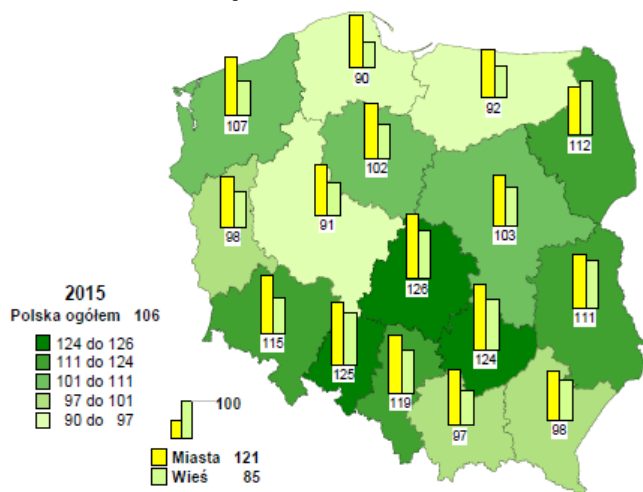 90
92
107
112
102
98
91
103
126
111
115
125
124
119
97
98
2015
Polska ogółem 106
124 do 126
111 do 124
101 do 111
97 do 101
90 do 97
100
Miasta 121
Wieś 85